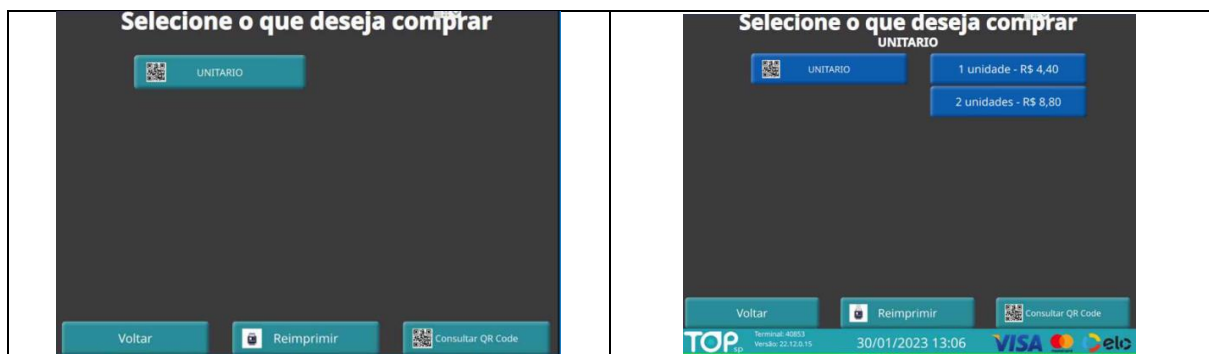 Selecione o que deseja comprar
UNITARIO
Voltar
Reimprimir
Consultar QR Code
Selecione o que deseja comprar
UNITARIO
UNITARIO
1 unidade - R$ 4,40
2 unidades - R$ 8,80
Voltar
Reimprimir
Consultar QR Code
TOP sp
Terminal: 40853
Versão: 22.12.0.15
30/01/2023 13:06
VISA
elo